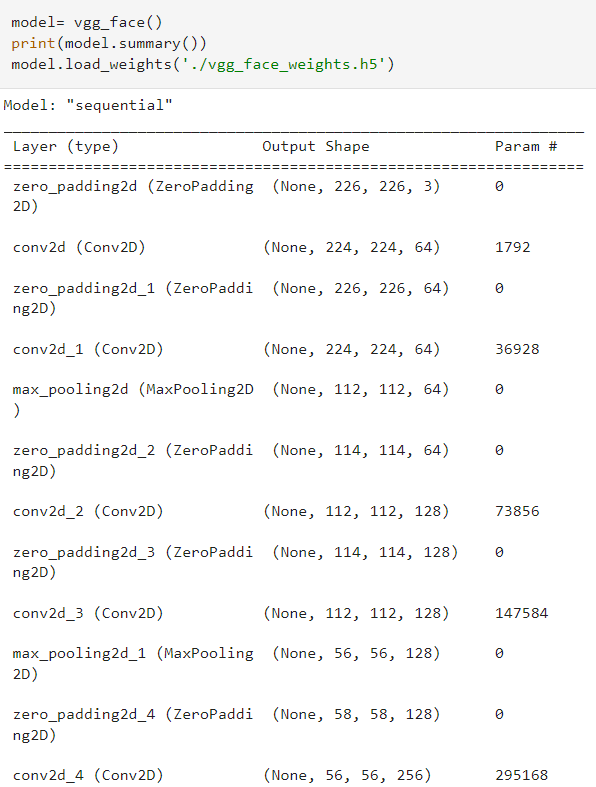 model= vgg_face()
print(model.summary())
model.load_weights('./vgg_face_weights.h5')
Model: "sequential"
_________________________________________________________________
Layer (type) Output Shape Param #
=================================================================
zero_padding2d (ZeroPadding (None, 226, 226, 3) 0
2D)
conv2d (Conv2D) (None, 224, 224, 64) 1792
zero_padding2d_1 (ZeroPaddi (None, 226, 226, 64) 0
ng2D)
conv2d_1 (Conv2D) (None, 224, 224, 64) 36928
max_pooling2d (MaxPooling2D (None, 112, 112, 64) 0
)
zero_padding2d_2 (ZeroPaddi (None, 114, 114, 64) 0
ng2D)
conv2d_2 (Conv2D) (None, 112, 112, 128) 73856
zero_padding2d_3 (ZeroPaddi (None, 114, 114, 128) 0
ng2D)
conv2d_3 (Conv2D) (None, 112, 112, 128) 147584
max_pooling2d_1 (MaxPooling (None, 56, 56, 128) 0
2D)
zero_padding2d_4 (ZeroPaddi (None, 58, 58, 128) 0
ng2D)
conv2d_4 (Conv2D) (None, 56, 56, 256) 295168